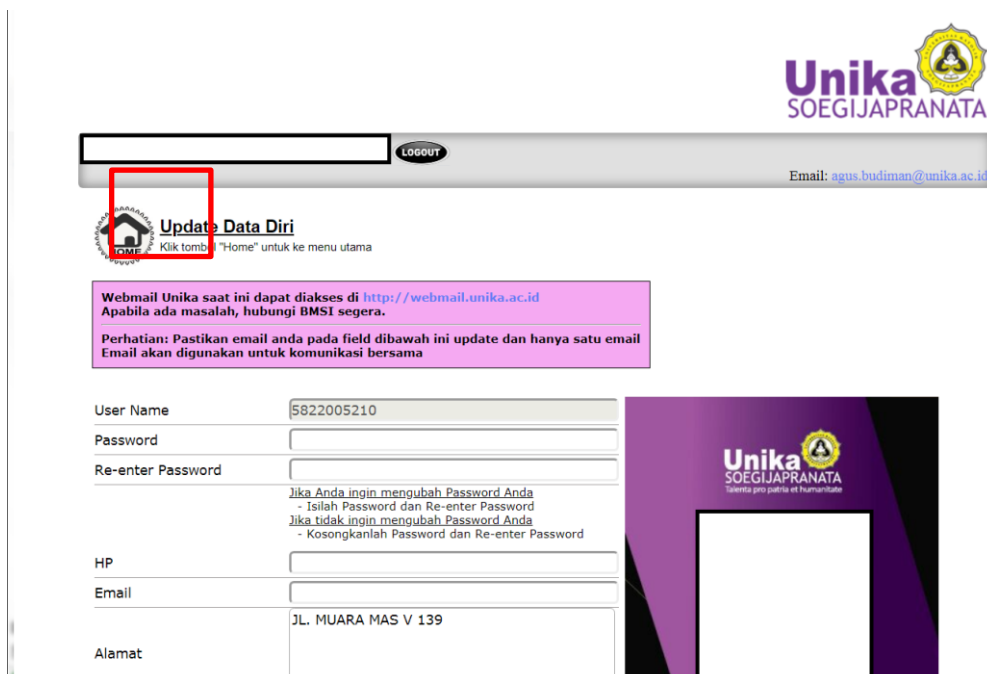 Unika
SOEGIJAPRANATA
LOGOUT
Email: agus.budiman@unika.ac.id
HOME
Update Data Diri
Klik tombol "Home" untuk ke menu utama
Webmail Unika saat ini dapat diakses di http://webmail.unika.ac.id
Apabila ada masalah, hubungi BMSI segera.
Perhatian: Pastikan email anda pada field dibawah ini update dan hanya satu email
Email akan digunakan untuk komunikasi bersama
User Name 5822005210
Password
Re-enter Password
Jika Anda ingin mengubah Password Anda
- Isilah Password dan Re-enter Password
Jika tidak ingin mengubah Password Anda
- Kosongkanlah Password dan Re-enter Password
HP
Email
Alamat JL. MUARA MAS V 139
Unika
SOEGIJAPRANATA
Talenta pro patria et humanitate